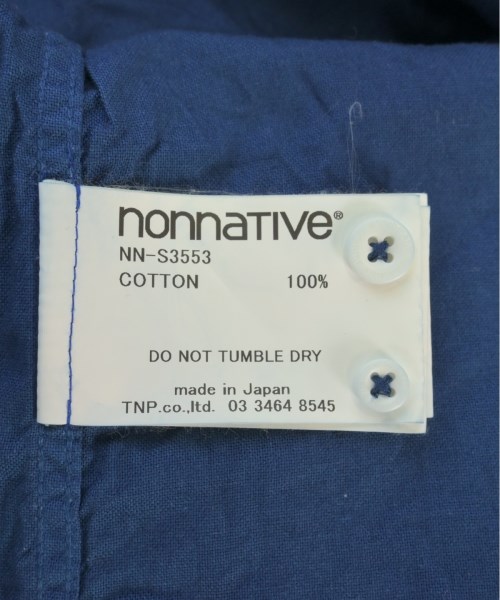 nonnative®
NN-S3553
COTTON 100%
DO NOT TUMBLE DRY
made in Japan
TNP.co.,ltd. 03 3464 8545